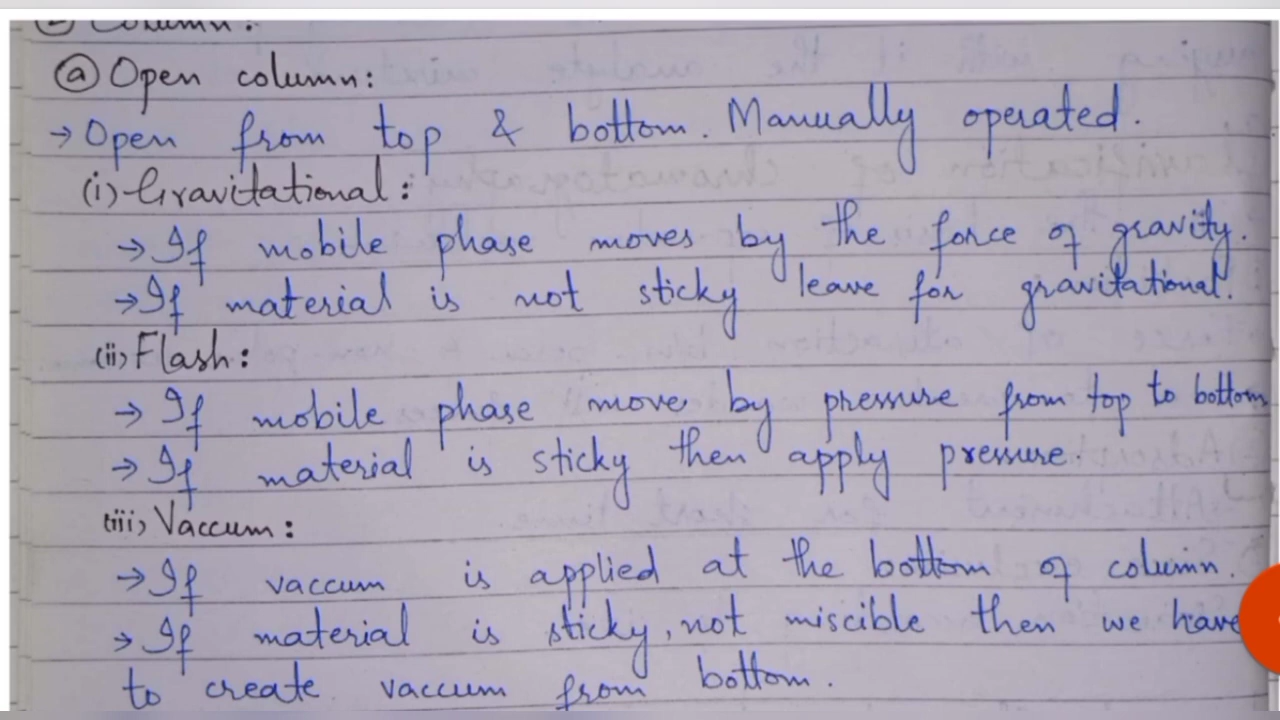 ② Column:
ⓐ Open column:
→ Open from top & bottom. Manually operated.
(i) Gravitational:
→ If mobile phase moves by the force of gravity.
→ If material is not sticky leave for gravitational.
(ii) Flash:
→ If mobile phase move by pressure from top to bottom
→ If material is sticky then apply pressure
(iii) Vaccum:
→ If vaccum is applied at the bottom of column.
→ If material is sticky, not miscible then we have
to create vaccum from bottom.